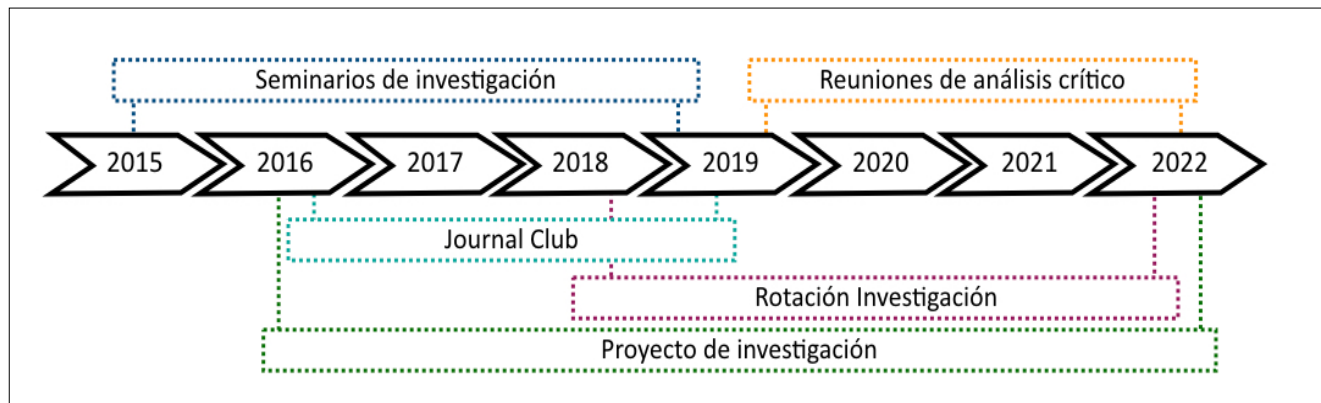 Seminarios de investigación
Reuniones de análisis crítico
2015
2016
2017
2018
2019
2020
2021
2022
Journal Club
Rotación Investigación
Proyecto de investigación